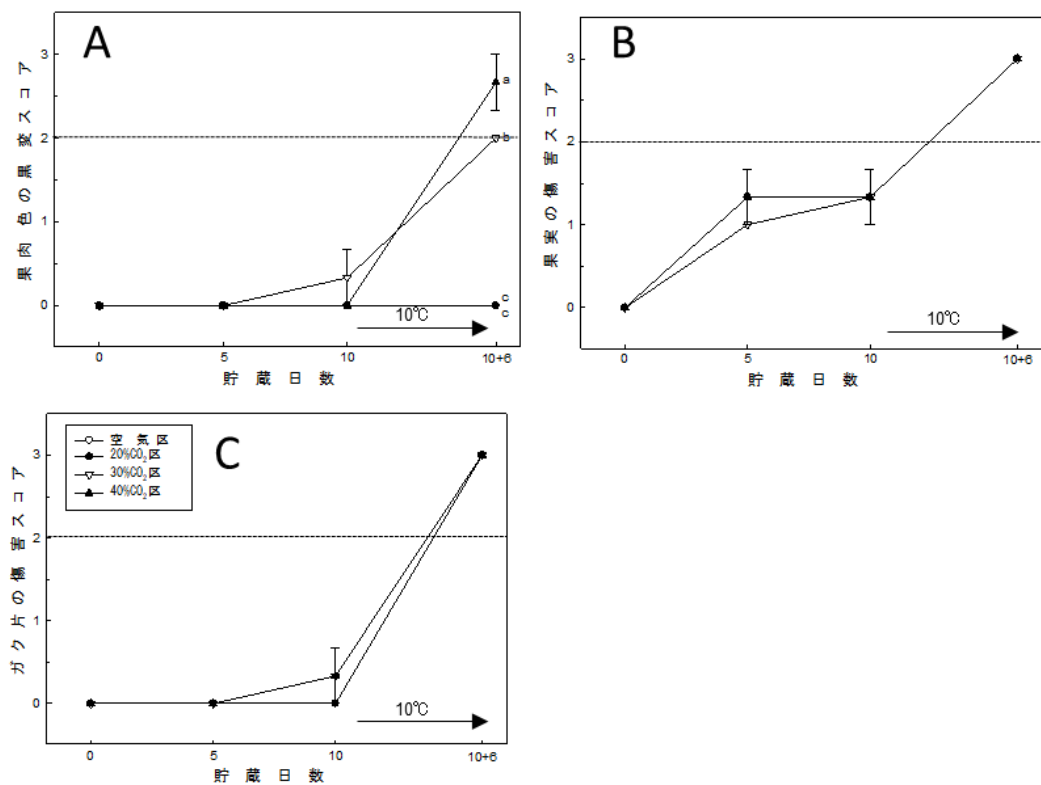 A
果肉色の黒変スコア
3
2
1
0
a
b
c
c
10℃
0 5 10 10+6
貯蔵日数
B
果実の傷害スコア
3
2
1
0
10℃
0 5 10 10+6
貯蔵日数
C
ガク片の傷害スコア
空気区
20%CO₂区
30%CO₂区
40%CO₂区
3
2
1
0
10℃
0 5 10 10+6
貯蔵日数